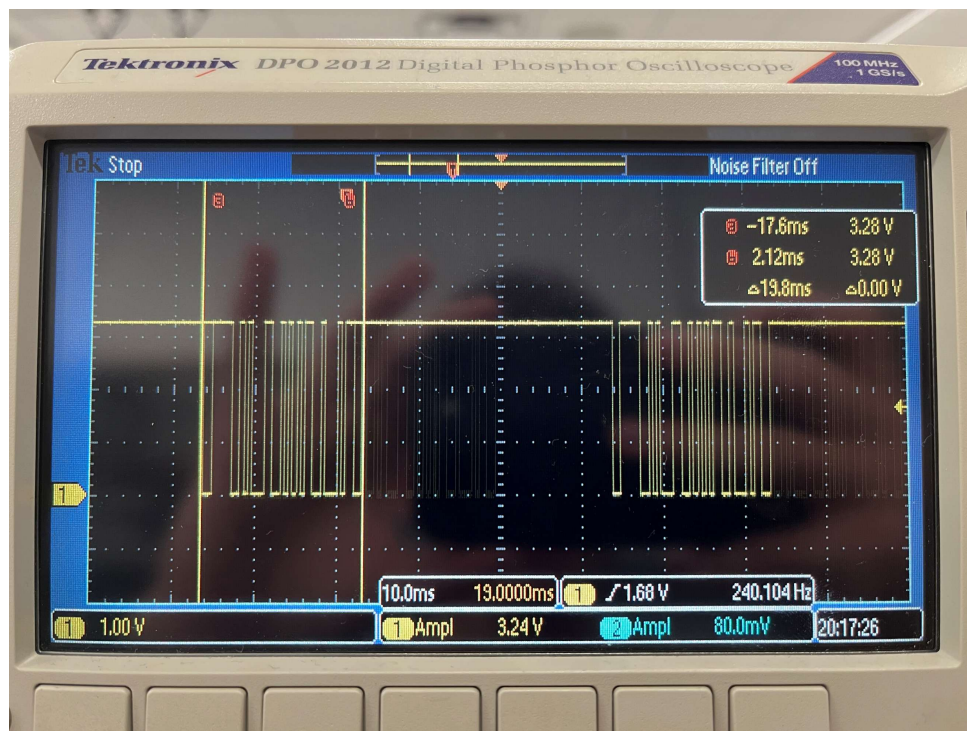 Tektronix DPO 2012 Digital Phosphor Oscilloscope
100 MHz
1 GS/s
Tek Stop
Noise Filter Off
a -17.6ms 3.28 V
b 2.12ms 3.28 V
△19.8ms △0.00 V
1
10.0ms 19.0000ms 1 1.68 V 240.104 Hz
1 1.00 V 1 Ampl 3.24 V 2 Ampl 80.0mV 20:17:26